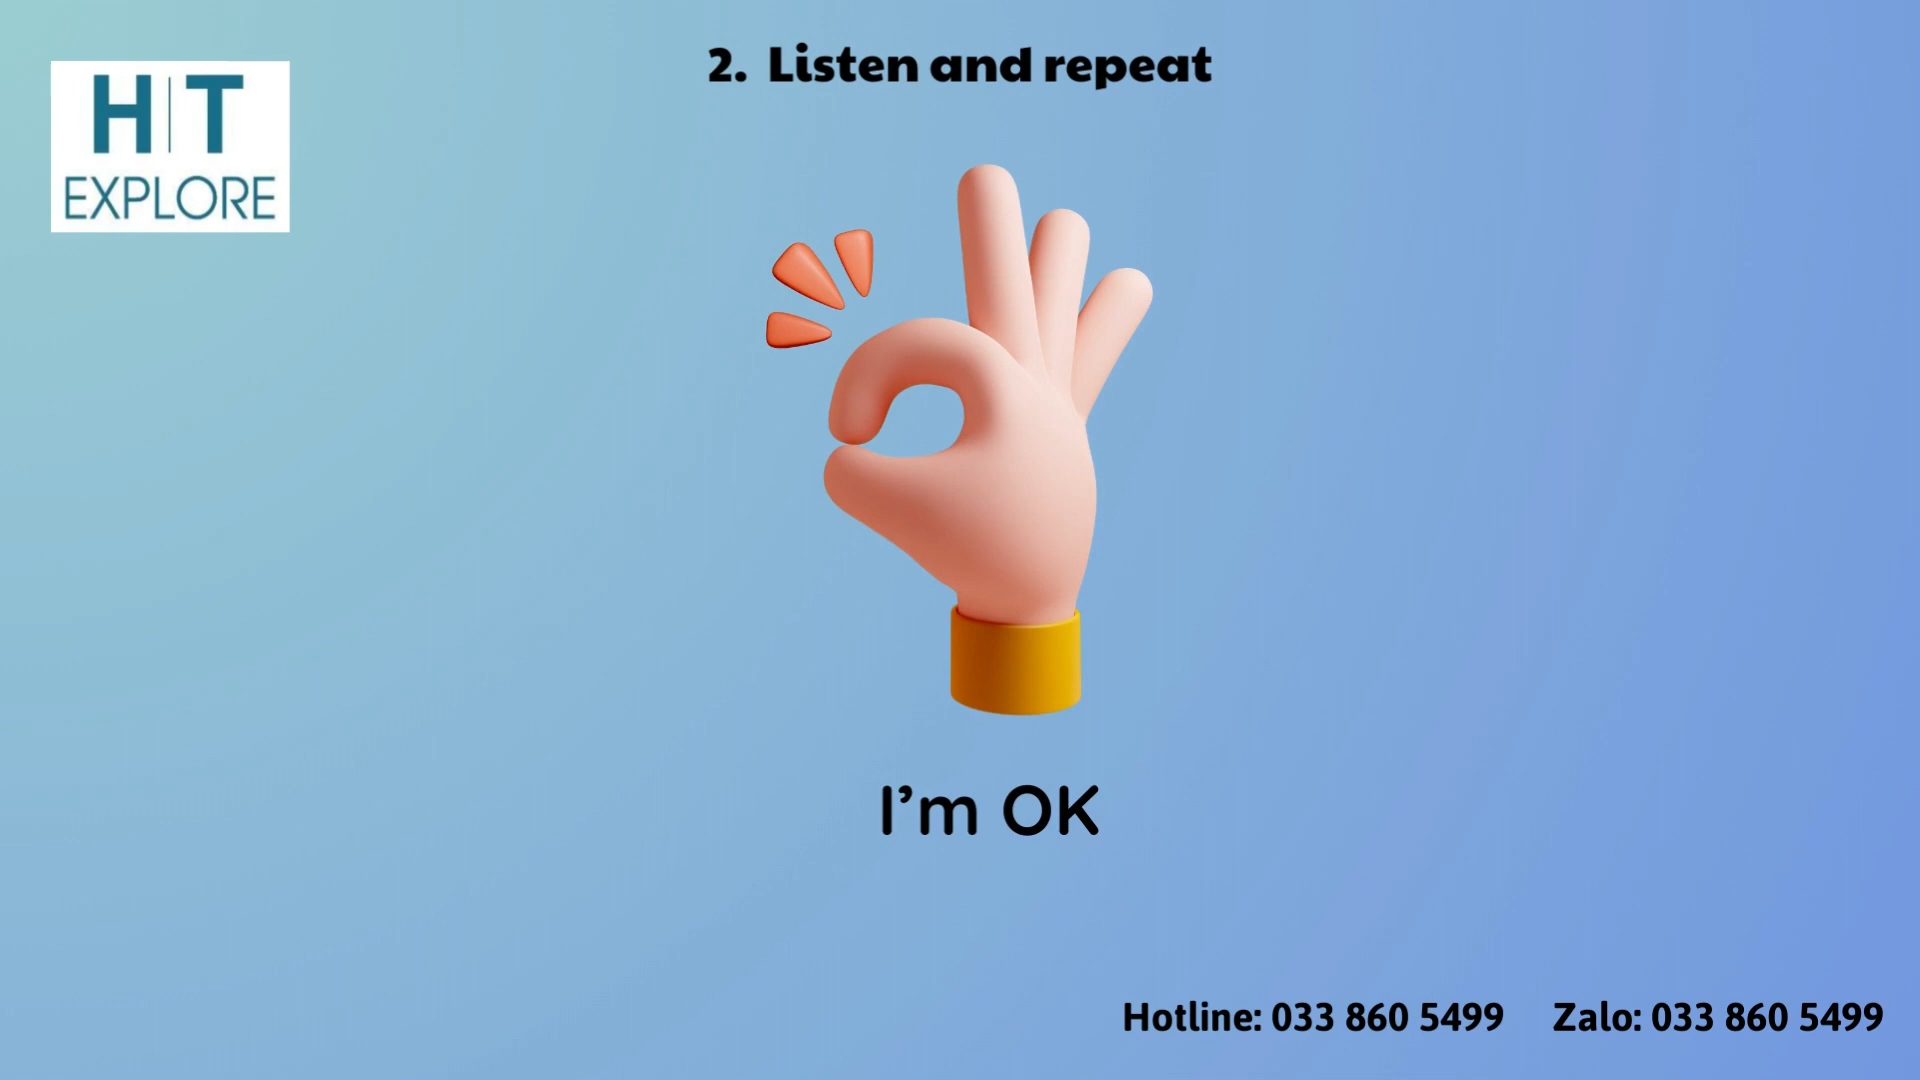 2. Listen and repeat
H|T
EXPLORE
I'm OK
Hotline: 033 860 5499 Zalo: 033 860 5499